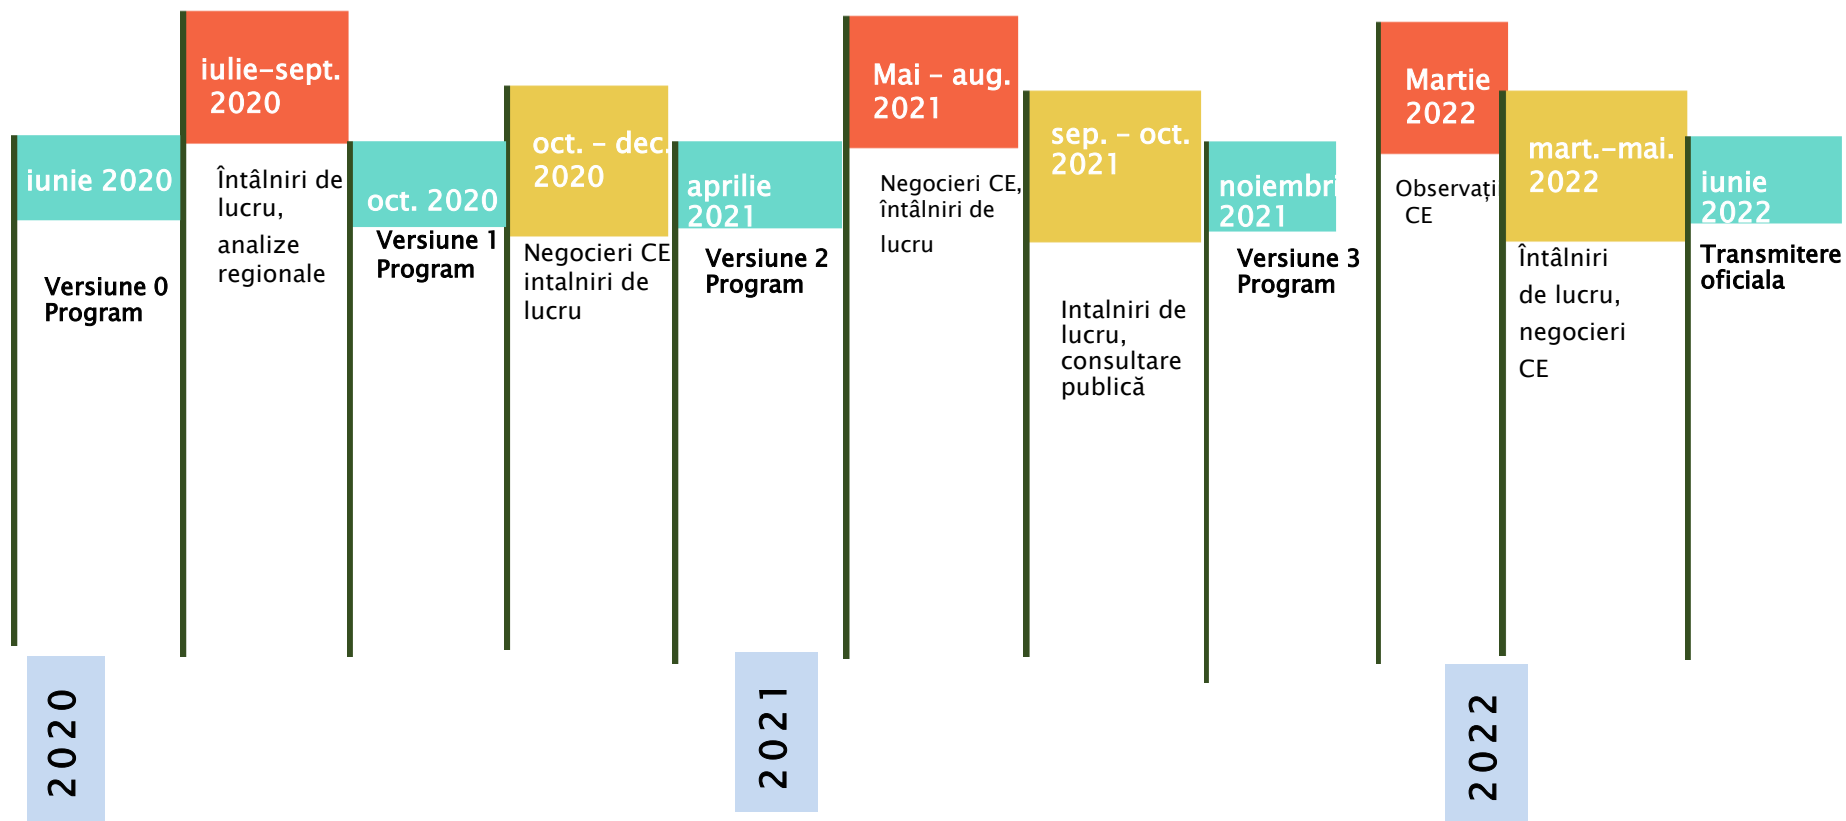 iunie 2020
Versiune 0
Program
iulie–sept.
2020
Întâlniri de
lucru,
analize
regionale
oct. 2020
Versiune 1
Program
oct. – dec.
2020
Negocieri CE
intalniri de
lucru
aprilie
2021
Versiune 2
Program
Mai – aug.
2021
Negocieri CE,
întâlniri de
lucru
sep. – oct.
2021
Intalniri de
lucru,
consultare
publică
noiembri
2021
Versiune 3
Program
Martie
2022
Observați
CE
mart.–mai.
2022
Întâlniri
de lucru,
negocieri
CE
iunie
2022
Transmitere
oficiala
2020
2021
2022